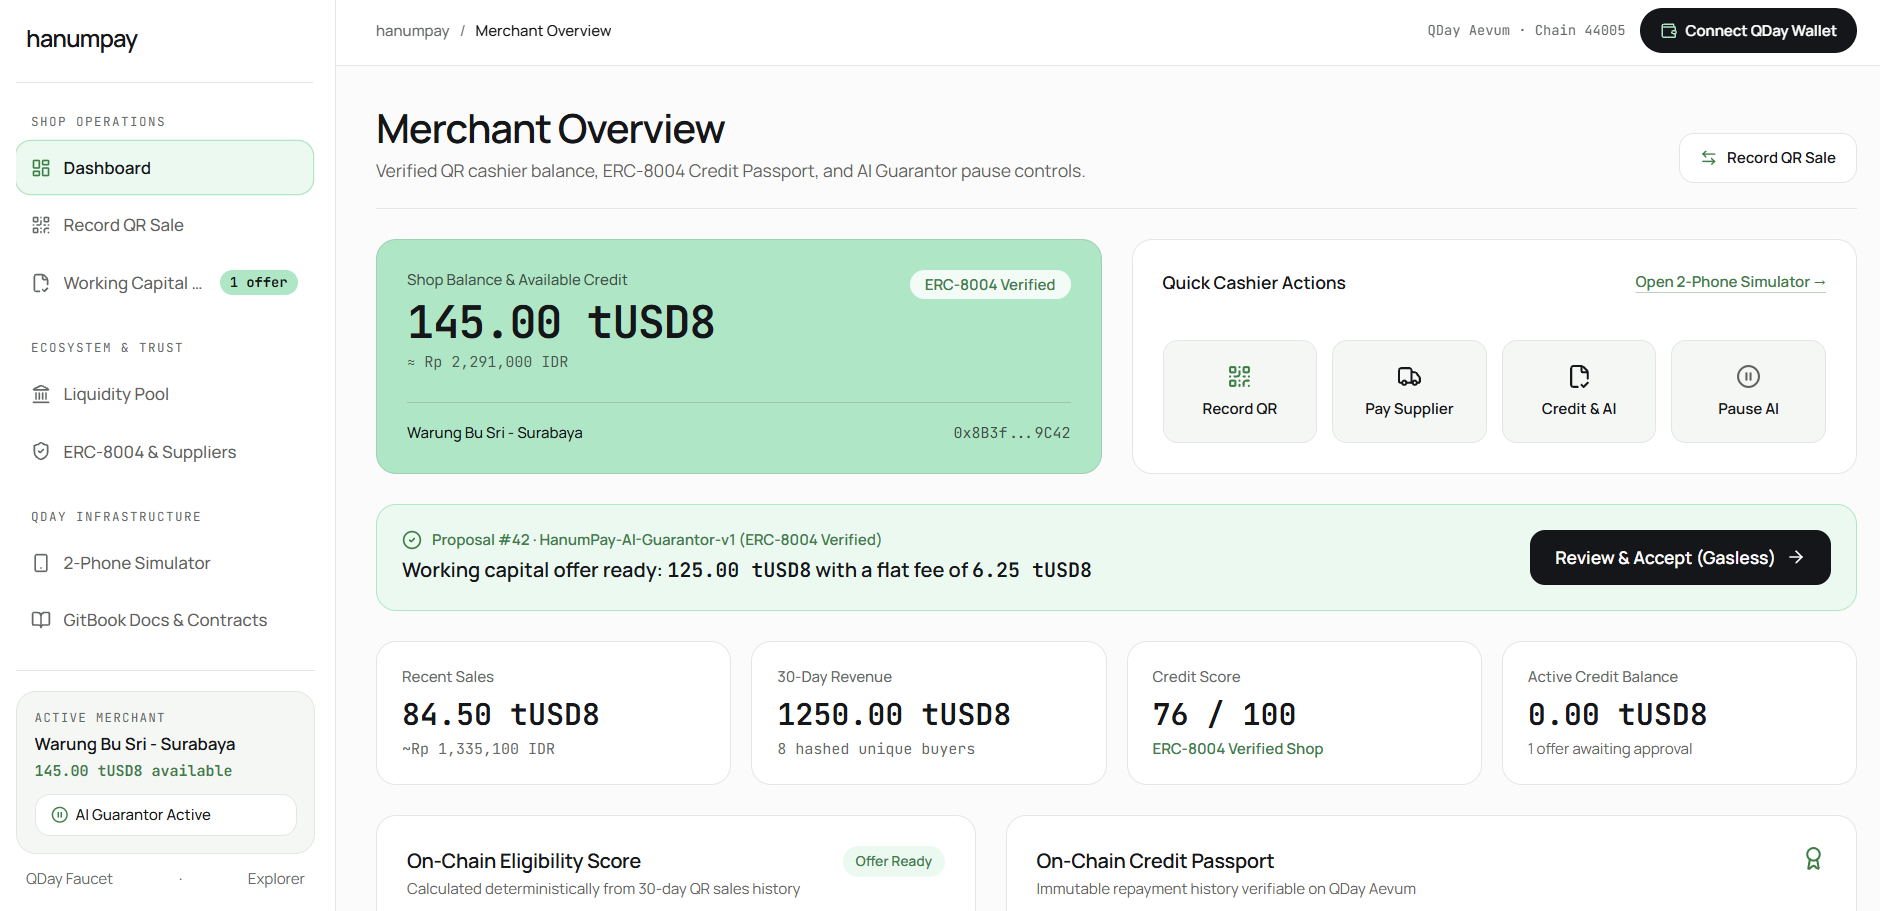 hanumpay
hanumpay / Merchant Overview
QDay Aevum · Chain 44005
Connect QDay Wallet
SHOP OPERATIONS
Dashboard
Record QR Sale
Working Capital ...
1 offer
ECOSYSTEM & TRUST
Liquidity Pool
ERC-8004 & Suppliers
QDAY INFRASTRUCTURE
2-Phone Simulator
GitBook Docs & Contracts
ACTIVE MERCHANT
Warung Bu Sri - Surabaya
145.00 tUSD8 available
AI Guarantor Active
QDay Faucet · Explorer
Merchant Overview
Verified QR cashier balance, ERC-8004 Credit Passport, and AI Guarantor pause controls.
Record QR Sale
Shop Balance & Available Credit
ERC-8004 Verified
145.00 tUSD8
≈ Rp 2,291,000 IDR
Warung Bu Sri - Surabaya
0x8B3f...9C42
Quick Cashier Actions
Open 2-Phone Simulator →
Record QR
Pay Supplier
Credit & AI
Pause AI
Proposal #42 · HanumPay-AI-Guarantor-v1 (ERC-8004 Verified)
Working capital offer ready: 125.00 tUSD8 with a flat fee of 6.25 tUSD8
Review & Accept (Gasless) →
Recent Sales
84.50 tUSD8
~Rp 1,335,100 IDR
30-Day Revenue
1250.00 tUSD8
8 hashed unique buyers
Credit Score
76 / 100
ERC-8004 Verified Shop
Active Credit Balance
0.00 tUSD8
1 offer awaiting approval
On-Chain Eligibility Score
Offer Ready
Calculated deterministically from 30-day QR sales history
On-Chain Credit Passport
Immutable repayment history verifiable on QDay Aevum